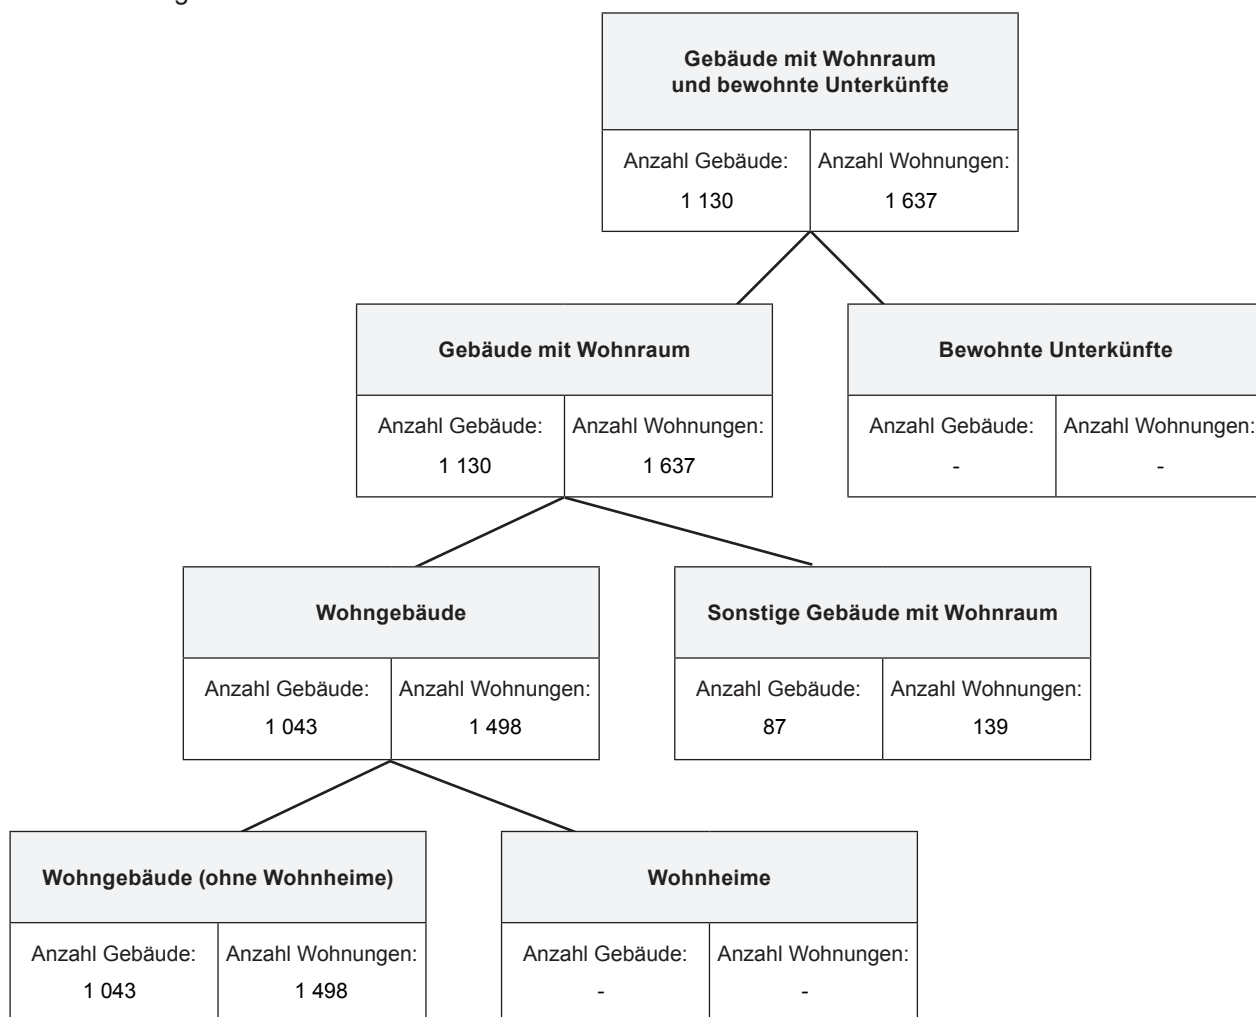 Gebäude mit Wohnraum
und bewohnte Unterkünfte
Anzahl Gebäude: Anzahl Wohnungen:
1 130 1 637
Gebäude mit Wohnraum
Anzahl Gebäude: Anzahl Wohnungen:
1 130 1 637
Bewohnte Unterkünfte
Anzahl Gebäude: Anzahl Wohnungen:
- -
Wohngebäude
Anzahl Gebäude: Anzahl Wohnungen:
1 043 1 498
Sonstige Gebäude mit Wohnraum
Anzahl Gebäude: Anzahl Wohnungen:
87 139
Wohngebäude (ohne Wohnheime)
Anzahl Gebäude: Anzahl Wohnungen:
1 043 1 498
Wohnheime
Anzahl Gebäude: Anzahl Wohnungen:
- -